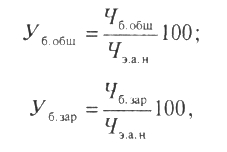 У б.общ = Ч б.общ / Ч э.а.н 100;
У б.зар = Ч б.зар / Ч э.а.н 100,